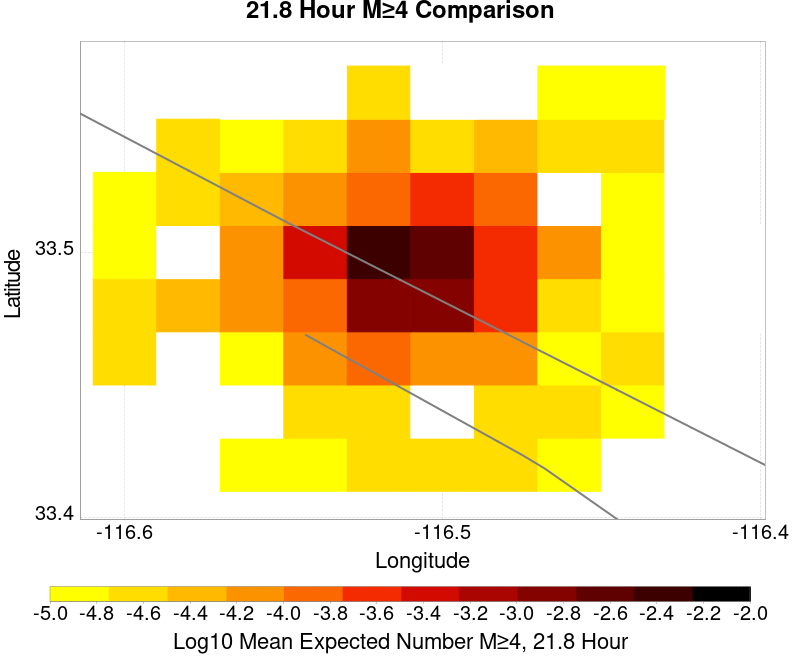 21.8 Hour M≥4 Comparison
Latitude
33.5
33.4
-116.6 -116.5 -116.4
Longitude
-5.0 -4.8 -4.6 -4.4 -4.2 -4.0 -3.8 -3.6 -3.4 -3.2 -3.0 -2.8 -2.6 -2.4 -2.2 -2.0
Log10 Mean Expected Number M≥4, 21.8 Hour